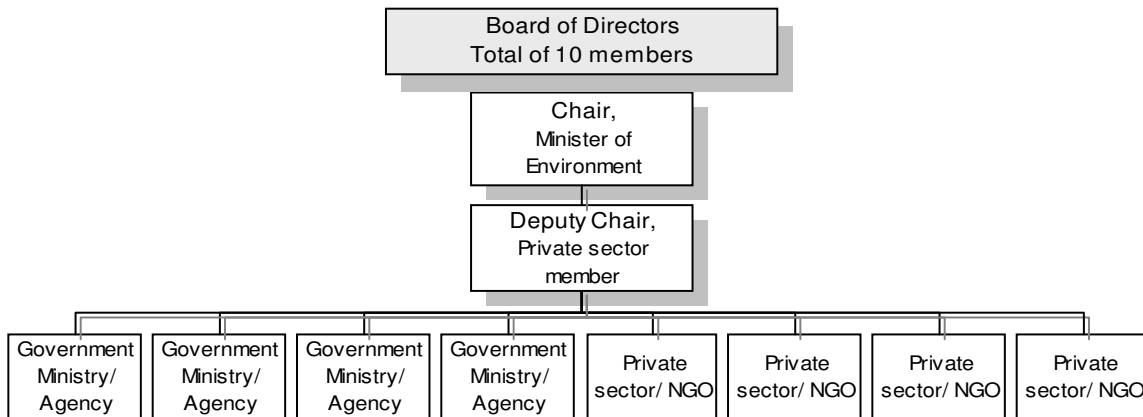 Board of Directors
Total of 10 members
Chair,
Minister of
Environment
Deputy Chair,
Private sector
member
Government
Ministry/
Agency
Government
Ministry/
Agency
Government
Ministry/
Agency
Government
Ministry/
Agency
Private
sector/ NGO
Private
sector/ NGO
Private
sector/ NGO
Private
sector/ NGO